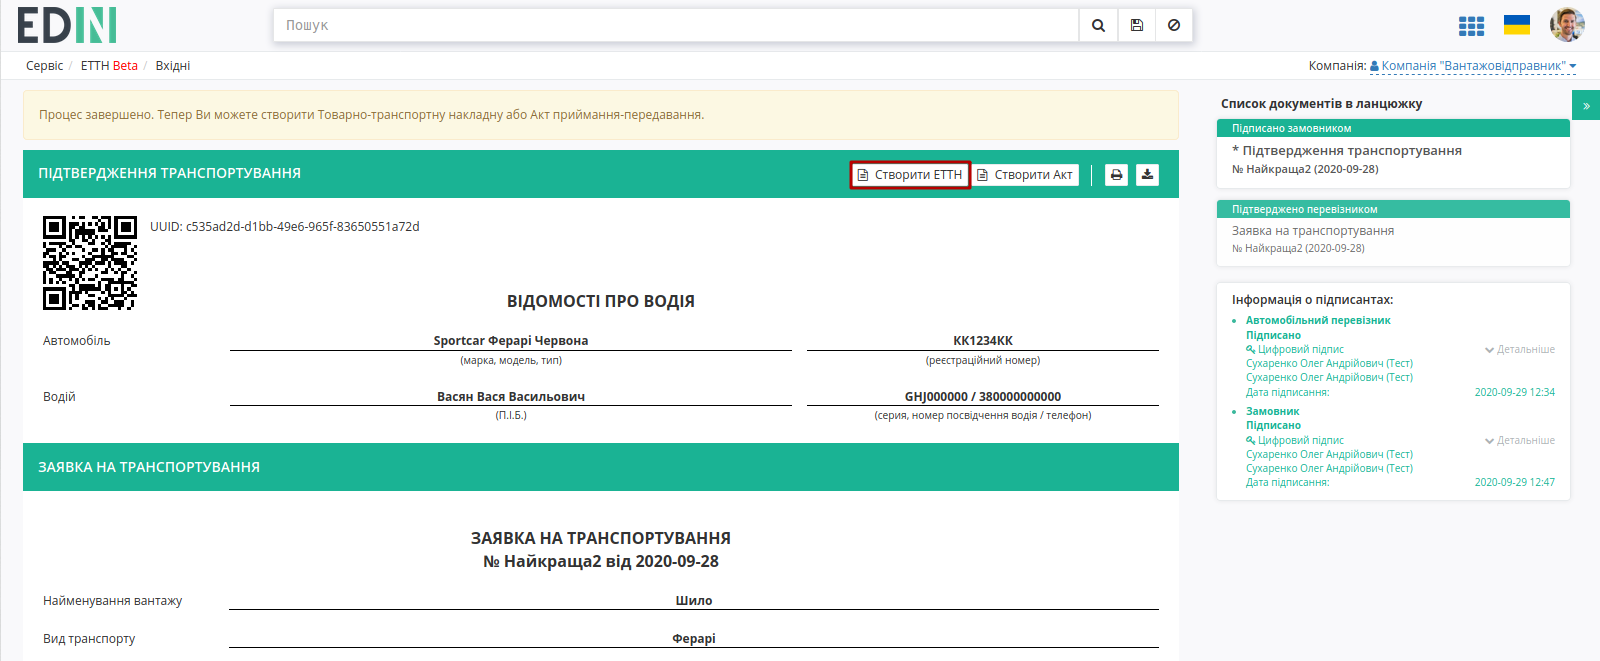 EDIN
Пошук
Сервіс / ЕТТН Beta / Вхідні
Компанія: Компанія "Вантажовідправник"
Процес завершено. Тепер Ви можете створити Товарно-транспортну накладну або Акт приймання-передавання.
ПІДТВЕРДЖЕННЯ ТРАНСПОРТУВАННЯ
Створити ЕТТН
Створити Акт
UUID: c535ad2d-d1bb-49e6-965f-83650551a72d
ВІДОМОСТІ ПРО ВОДІЯ
Автомобіль
Sportcar Ферарі Червона
КК1234КК
(марка, модель, тип)
(реєстраційний номер)
Водій
Васян Вася Васильович
GHJ000000 / 380000000000
(П.І.Б.)
(серия, номер посвідчення водія / телефон)
ЗАЯВКА НА ТРАНСПОРТУВАННЯ
ЗАЯВКА НА ТРАНСПОРТУВАННЯ
№ Найкраща2 від 2020-09-28
Найменування вантажу
Шило
Вид транспорту
Ферарі
Список документів в ланцюжку
»
Підписано замовником
* Підтвердження транспортування
№ Найкраща2 (2020-09-28)
Підтверджено перевізником
Заявка на транспортування
№ Найкраща2 (2020-09-28)
Інформація о підписантах:
Автомобільний перевізник
Підписано
Цифровий підпис
Детальніше
Сухаренко Олег Андрійович (Тест)
Сухаренко Олег Андрійович (Тест)
Дата підписання:
2020-09-29 12:34
Замовник
Підписано
Цифровий підпис
Детальніше
Сухаренко Олег Андрійович (Тест)
Сухаренко Олег Андрійович (Тест)
Дата підписання:
2020-09-29 12:47